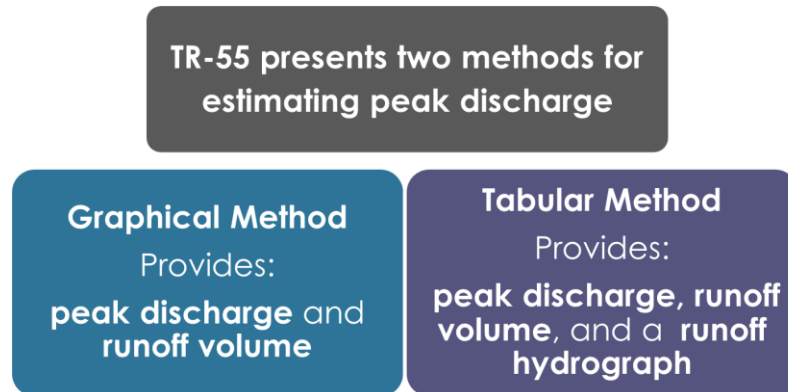 TR-55 presents two methods for
estimating peak discharge
Graphical Method
Provides:
peak discharge and
runoff volume
Tabular Method
Provides:
peak discharge, runoff
volume, and a runoff
hydrograph